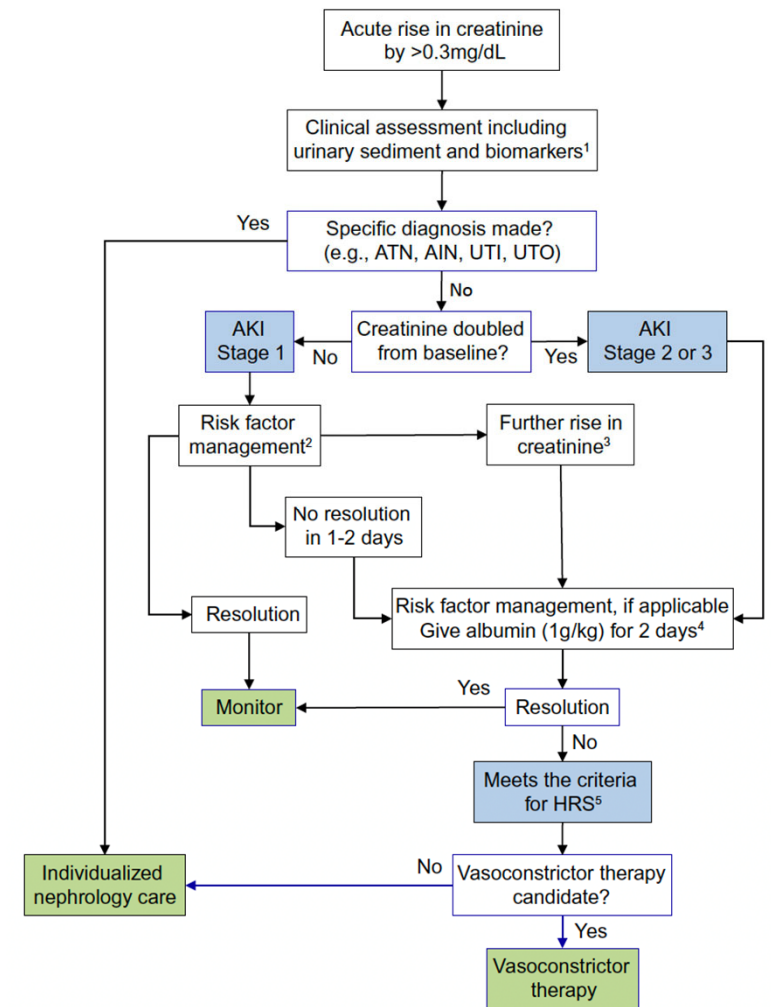 Acute rise in creatinine
by >0.3mg/dL
Clinical assessment including
urinary sediment and biomarkers¹
Yes
Specific diagnosis made?
(e.g., ATN, AIN, UTI, UTO)
No
AKI
Stage 1
No
Creatinine doubled
from baseline?
Yes
AKI
Stage 2 or 3
Risk factor
management²
Further rise in
creatinine³
No resolution
in 1-2 days
Resolution
Risk factor management, if applicable
Give albumin (1g/kg) for 2 days⁴
Monitor
Yes
Resolution
No
Meets the criteria
for HRS⁵
Individualized
nephrology care
No
Vasoconstrictor therapy
candidate?
Yes
Vasoconstrictor
therapy